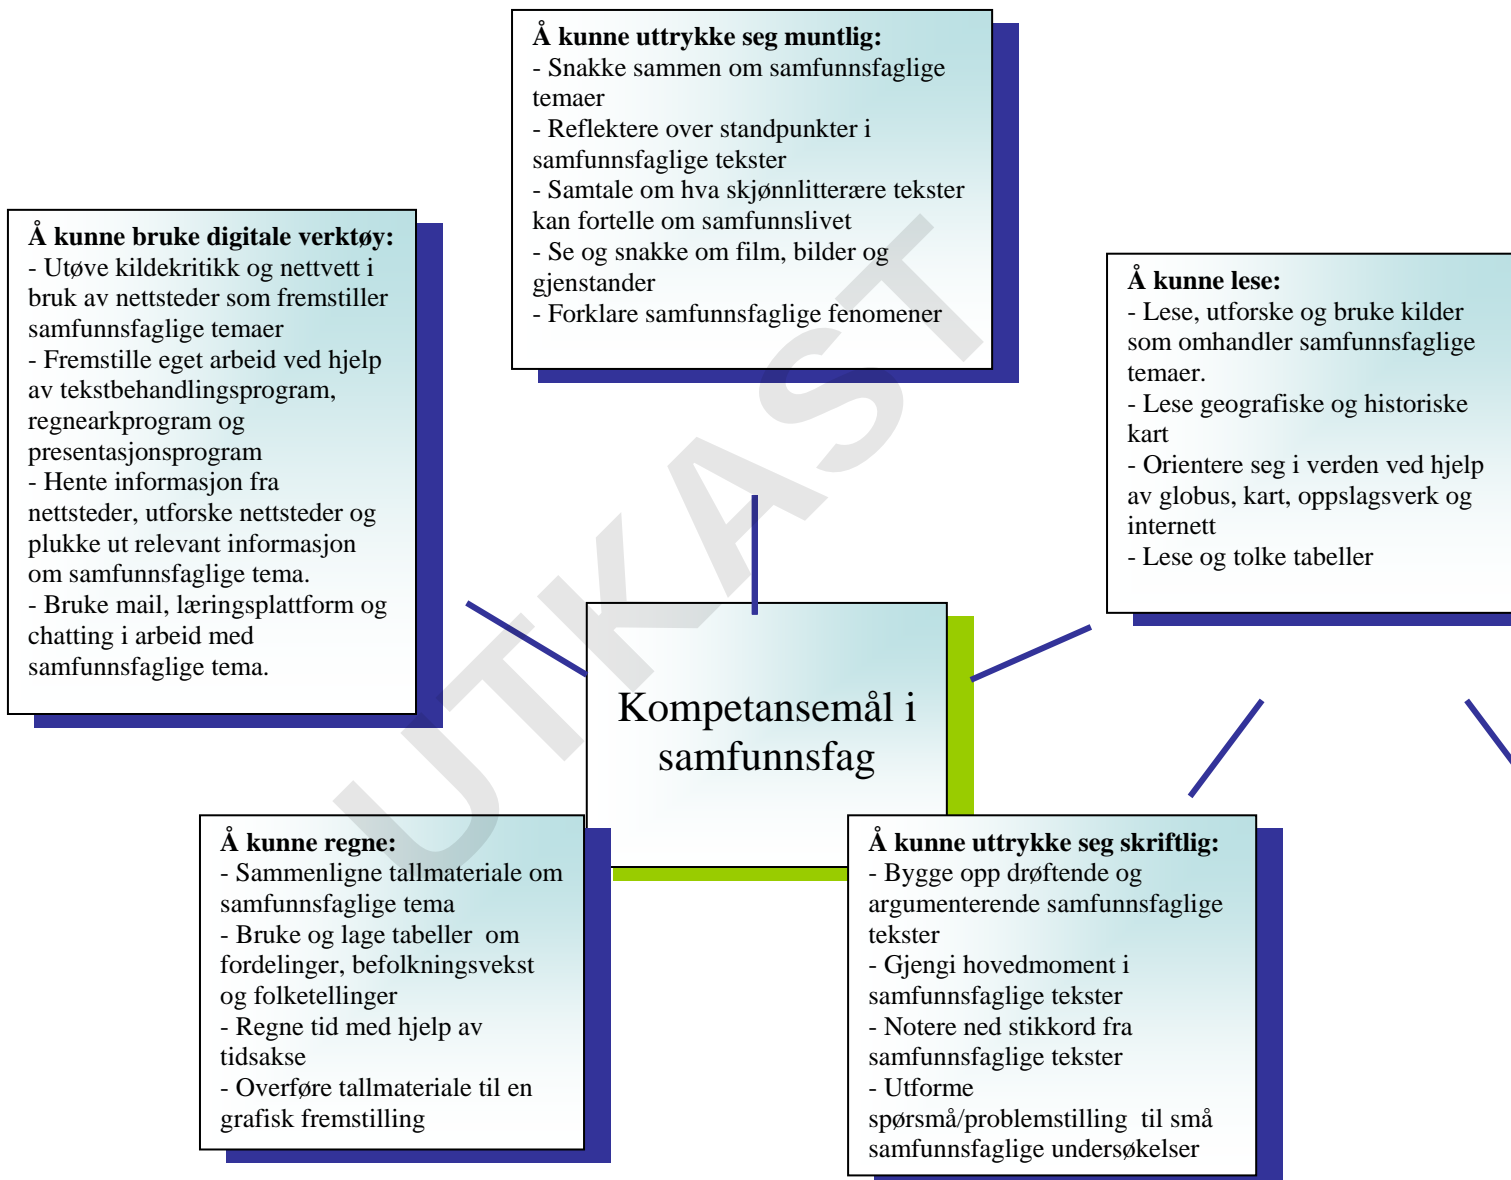 Å kunne uttrykke seg muntlig:
- Snakke sammen om samfunnsfaglige
temaer
- Reflektere over standpunkter i
samfunnsfaglige tekster
- Samtale om hva skjønnlitterære tekster
kan fortelle om samfunnslivet
- Se og snakke om film, bilder og
gjenstander
- Forklare samfunnsfaglige fenomener
Å kunne bruke digitale verktøy:
- Utøve kildekritikk og nettvett i
bruk av nettsteder som fremstiller
samfunnsfaglige temaer
- Fremstille eget arbeid ved hjelp
av tekstbehandlingsprogram,
regnearkprogram og
presentasjonsprogram
- Hente informasjon fra
nettsteder, utforske nettsteder og
plukke ut relevant informasjon
om samfunnsfaglige tema.
- Bruke mail, læringsplattform og
chatting i arbeid med
samfunnsfaglige tema.
Å kunne lese:
- Lese, utforske og bruke kilder
som omhandler samfunnsfaglige
temaer.
- Lese geografiske og historiske
kart
- Orientere seg i verden ved hjelp
av globus, kart, oppslagsverk og
internett
- Lese og tolke tabeller
UTKAST
Kompetansemål i
samfunnsfag
Å kunne regne:
- Sammenligne tallmateriale om
samfunnsfaglige tema
- Bruke og lage tabeller  om
fordelinger, befolkningsvekst
og folketellinger
- Regne tid med hjelp av
tidsakse
- Overføre tallmateriale til en
grafisk fremstilling
Å kunne uttrykke seg skriftlig:
- Bygge opp drøftende og
argumenterende samfunnsfaglige
tekster
- Gjengi hovedmoment i
samfunnsfaglige tekster
- Notere ned stikkord fra
samfunnsfaglige tekster
- Utforme
spørsmå/problemstilling  til små
samfunnsfaglige undersøkelser